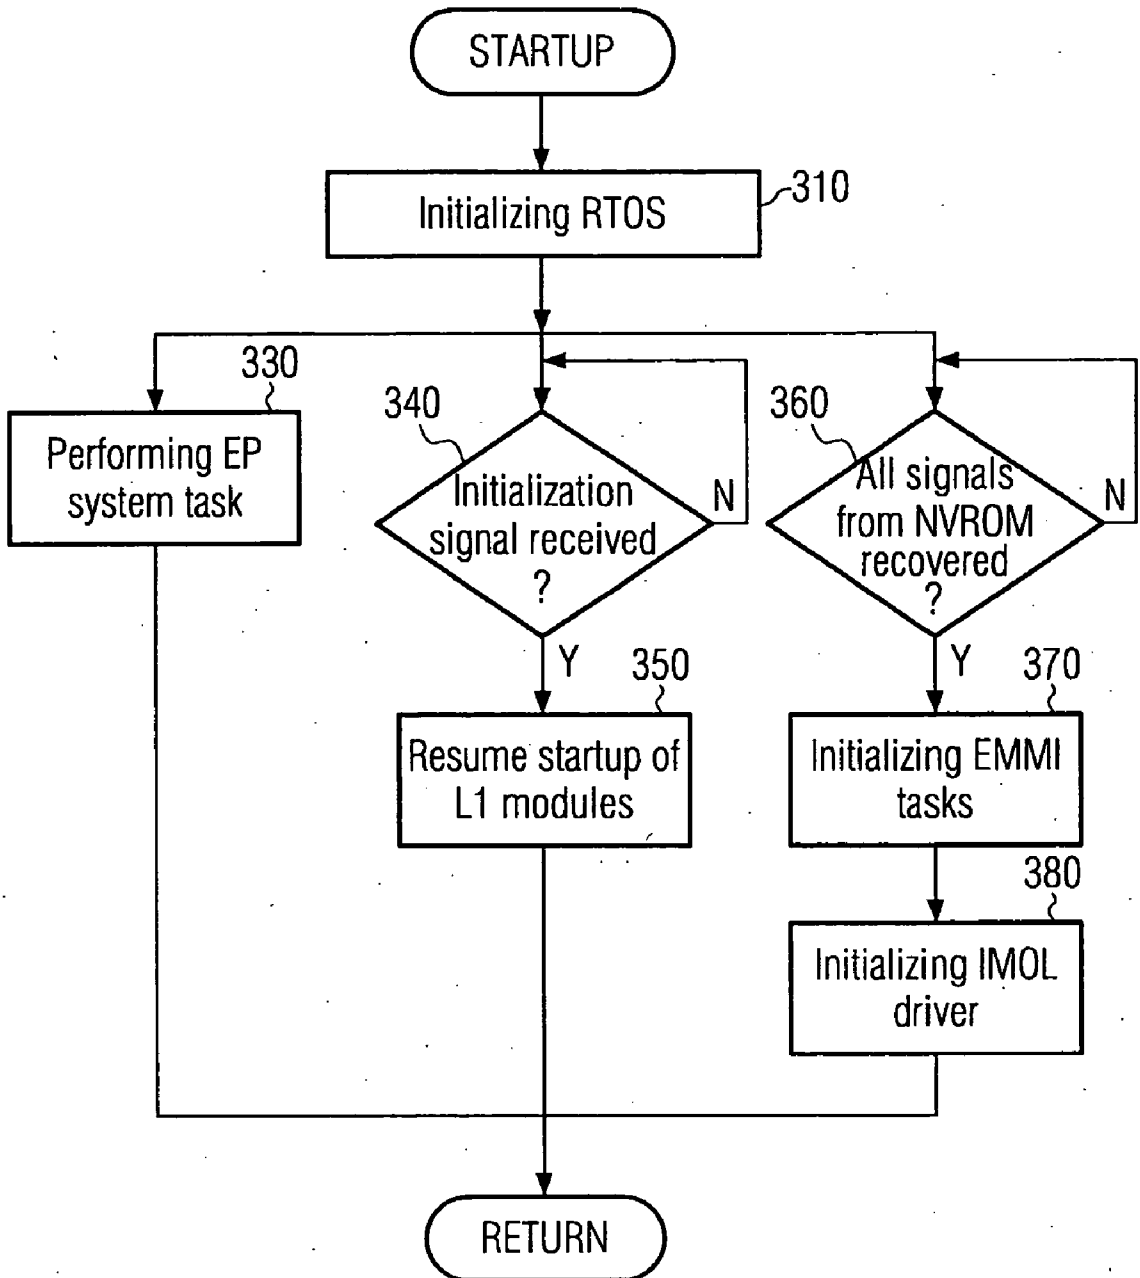 STARTUP
Initializing RTOS
310
330
Performing EP
system task
340
Initialization
signal received
?
N
Y
350
Resume startup of
L1 modules
360
All signals
from NVROM
recovered
?
N
Y
370
Initializing EMMI
tasks
380
Initializing IMOL
driver
RETURN